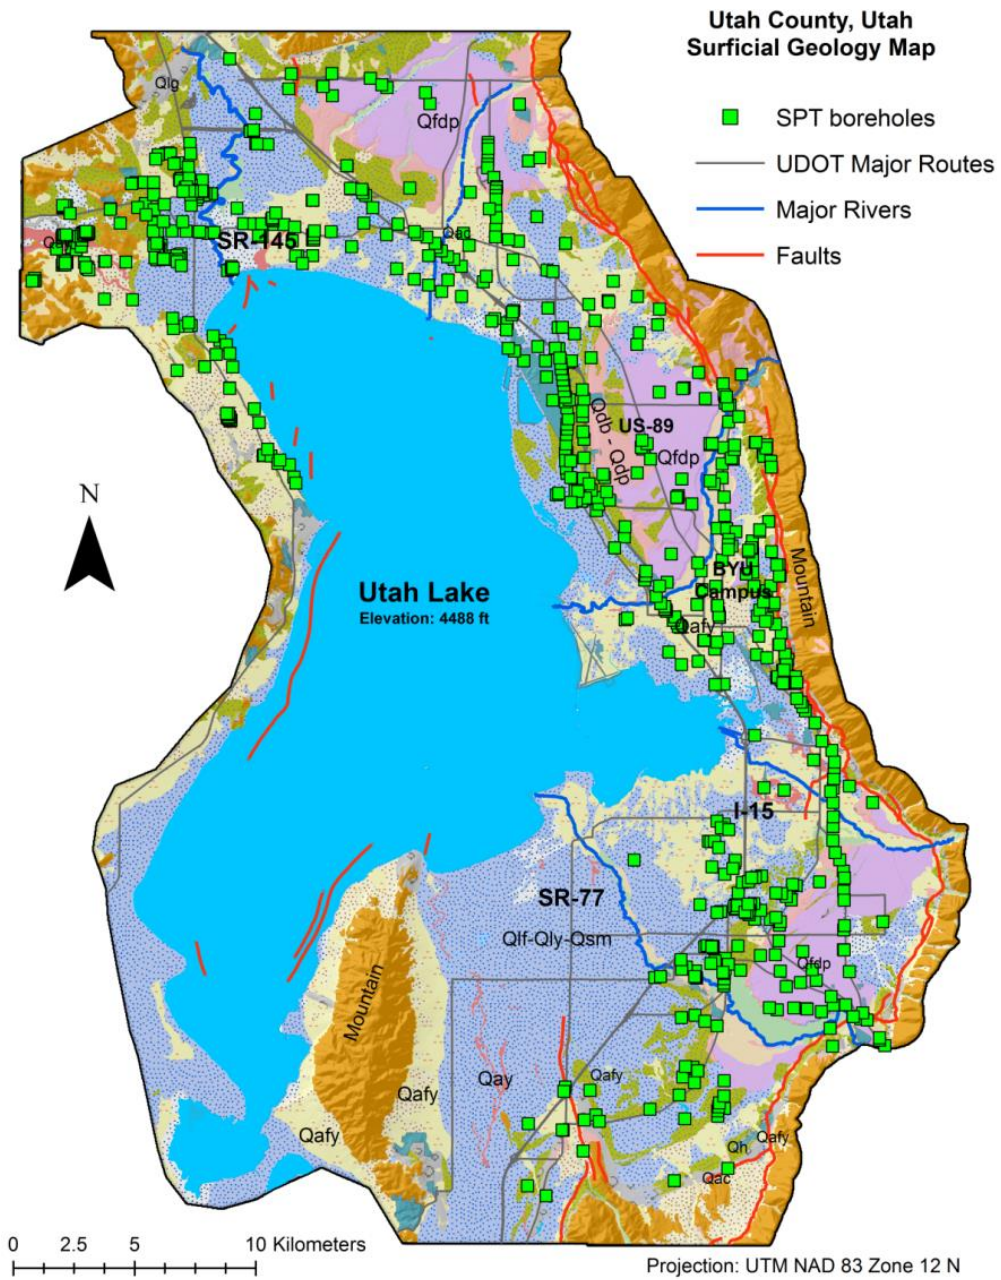 Utah County, Utah
Surficial Geology Map
SPT boreholes
UDOT Major Routes
Major Rivers
Faults
Qlg
Qfdp
Qac
SR-145
Qdb - Qdp
US-89
Qfdp
N
BYU
Campus
Mountain
Utah Lake
Elevation: 4488 ft
Qafy
I-15
SR-77
Qlf-Qly-Qsm
Qfdp
Mountain
Qay
Qafy
Qafy
Qafy
Qh
Qafy
Qac
0 2.5 5 10 Kilometers
Projection: UTM NAD 83 Zone 12 N